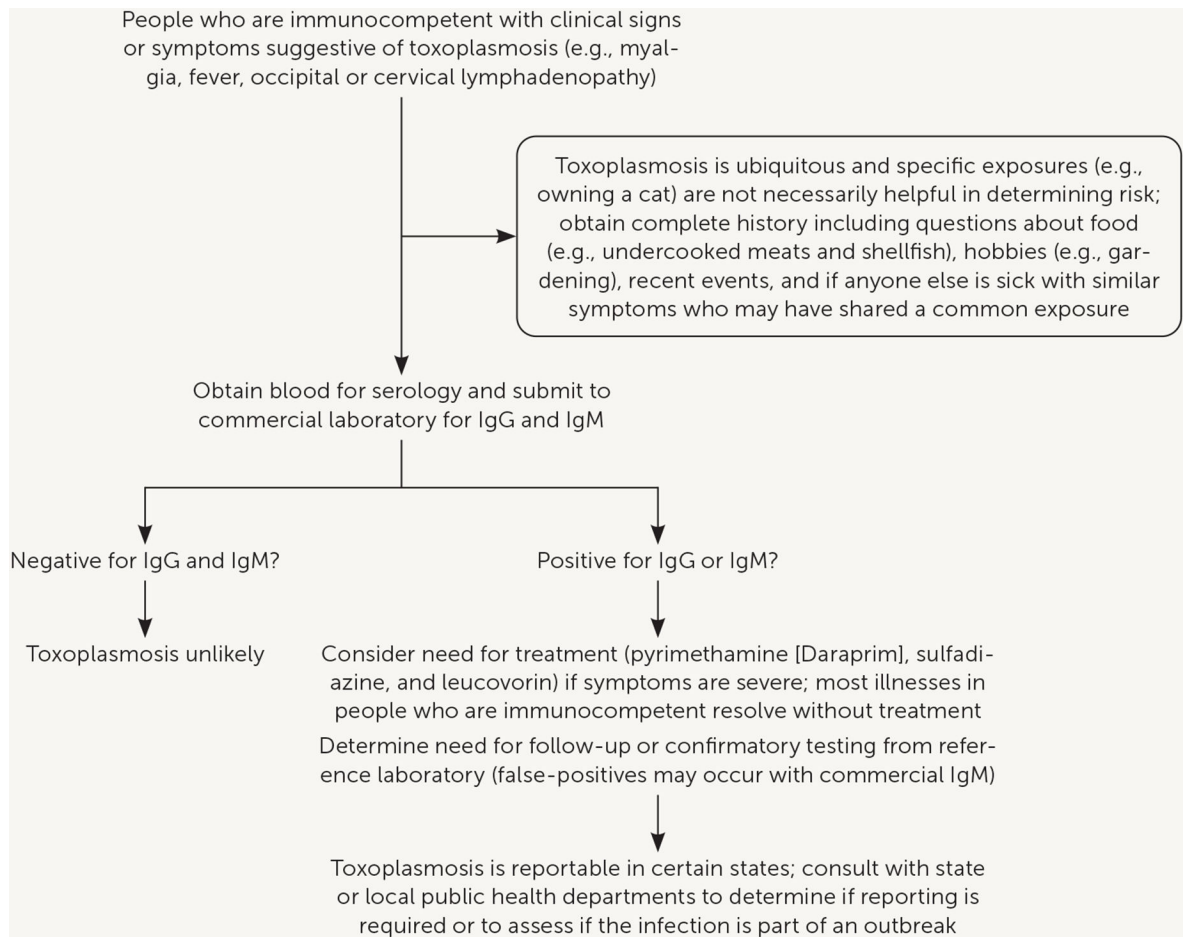 People who are immunocompetent with clinical signs
or symptoms suggestive of toxoplasmosis (e.g., myal-
gia, fever, occipital or cervical lymphadenopathy)
Toxoplasmosis is ubiquitous and specific exposures (e.g.,
owning a cat) are not necessarily helpful in determining risk;
obtain complete history including questions about food
(e.g., undercooked meats and shellfish), hobbies (e.g., gar-
dening), recent events, and if anyone else is sick with similar
symptoms who may have shared a common exposure
Obtain blood for serology and submit to
commercial laboratory for IgG and IgM
Negative for IgG and IgM?
Positive for IgG or IgM?
Toxoplasmosis unlikely
Consider need for treatment (pyrimethamine [Daraprim], sulfadi-
azine, and leucovorin) if symptoms are severe; most illnesses in
people who are immunocompetent resolve without treatment
Determine need for follow-up or confirmatory testing from refer-
ence laboratory (false-positives may occur with commercial IgM)
Toxoplasmosis is reportable in certain states; consult with state
or local public health departments to determine if reporting is
required or to assess if the infection is part of an outbreak